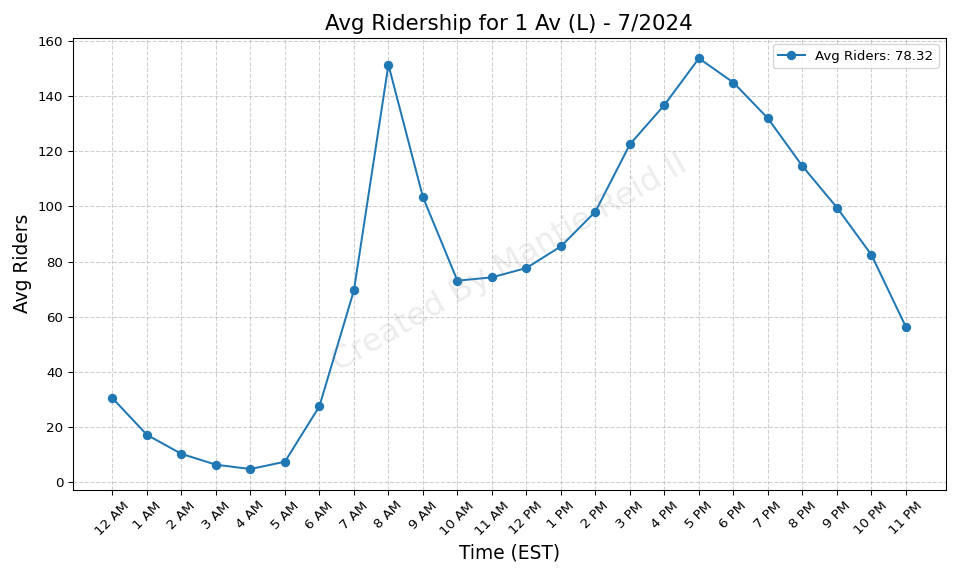 Avg Ridership for 1 Av (L) - 7/2024
Avg Riders: 78.32
160
140
120
100
80
60
40
20
0
Avg Riders
Created By Mantle Reid II
12 AM
1 AM
2 AM
3 AM
4 AM
5 AM
6 AM
7 AM
8 AM
9 AM
10 AM
11 AM
12 PM
1 PM
2 PM
3 PM
4 PM
5 PM
6 PM
7 PM
8 PM
9 PM
10 PM
11 PM
Time (EST)